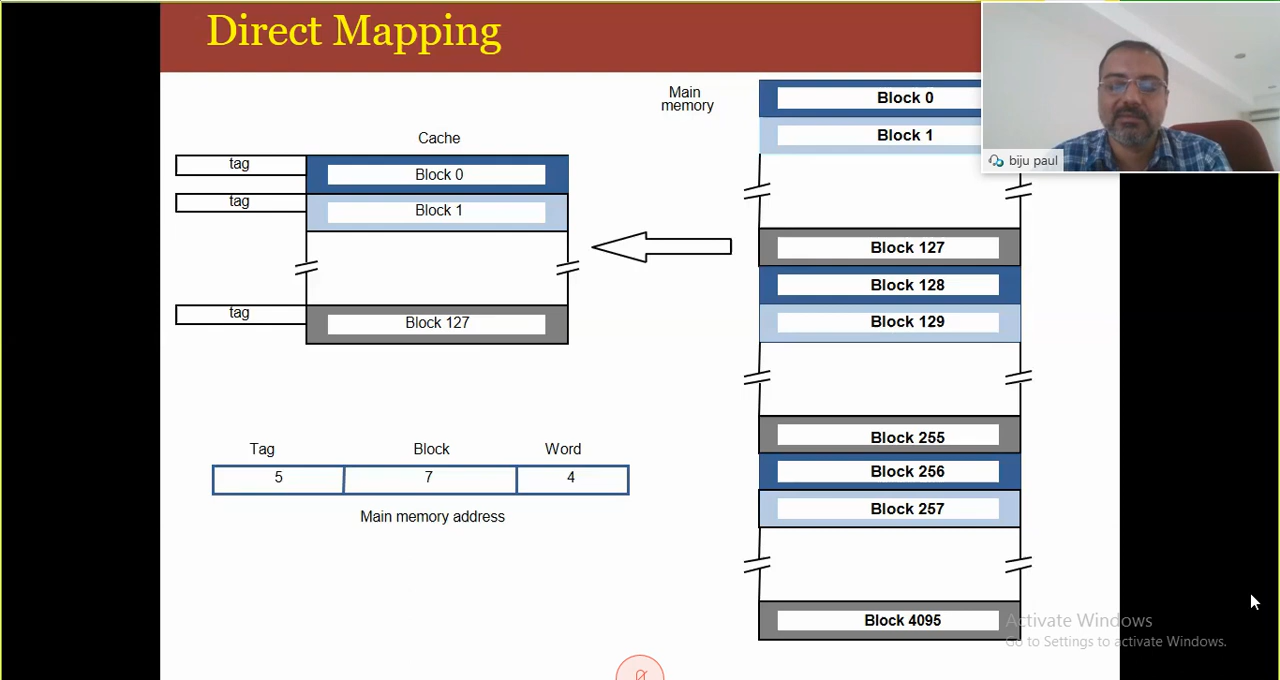 Direct Mapping
Main
memory
Cache
tag
Block 0
tag
Block 1
tag
Block 127
Tag
Block
Word
5
7
4
Main memory address
Block 0
Block 1
Block 127
Block 128
Block 129
Block 255
Block 256
Block 257
Block 4095
biju paul
Activate Windows
Go to Settings to activate Windows.